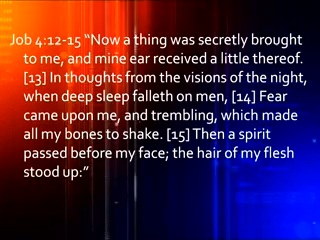 Job 4:12-15 “Now a thing was secretly brought
to me, and mine ear received a little thereof.
[13] In thoughts from the visions of the night,
when deep sleep falleth on men, [14] Fear
came upon me, and trembling, which made
all my bones to shake. [15] Then a spirit
passed before my face; the hair of my flesh
stood up:”